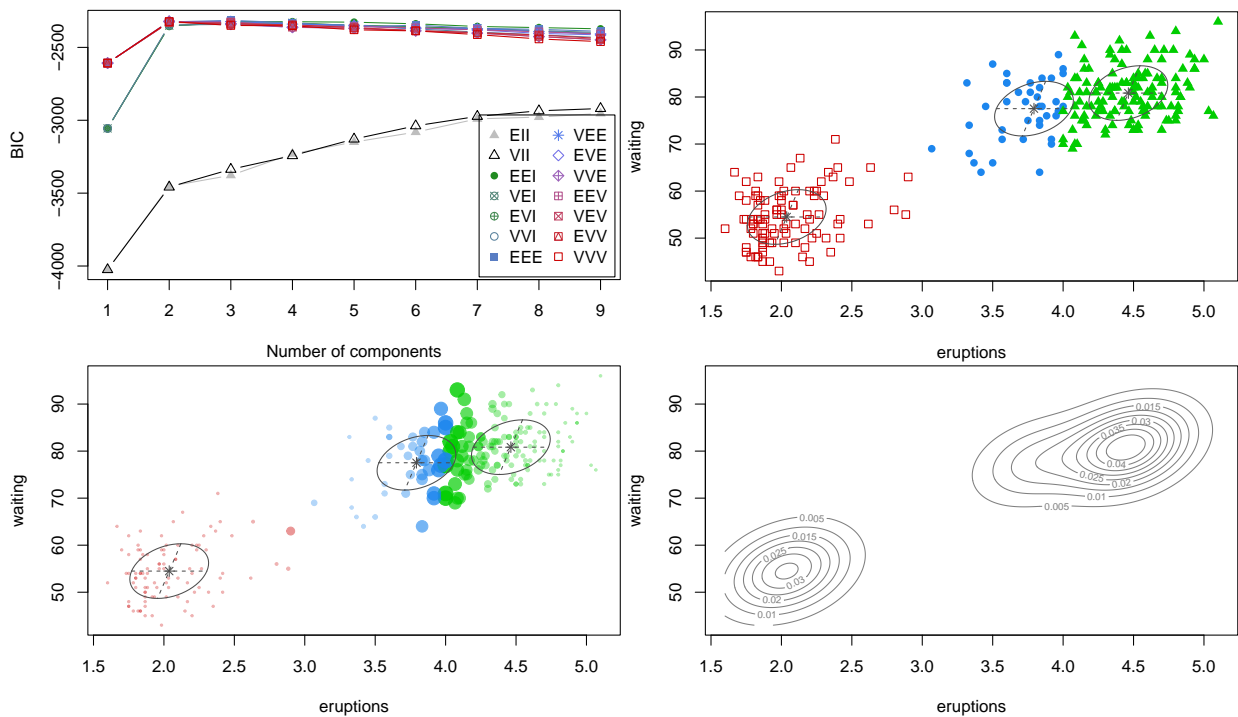 −2500
−3000
−3500
−4000
BIC
1 2 3 4 5 6 7 8 9
Number of components
EII
VII
EEI
VEI
EVI
VVI
EEE
VEE
EVE
VVE
EEV
VEV
EVV
VVV
90
80
70
60
50
waiting
1.5 2.0 2.5 3.0 3.5 4.0 4.5 5.0
eruptions
90
80
70
60
50
waiting
1.5 2.0 2.5 3.0 3.5 4.0 4.5 5.0
eruptions
90
80
70
60
50
waiting
0.015
0.03
0.035
0.04
0.025
0.02
0.01
0.005
0.005
0.015
0.025
0.03
0.02
0.01
1.5 2.0 2.5 3.0 3.5 4.0 4.5 5.0
eruptions